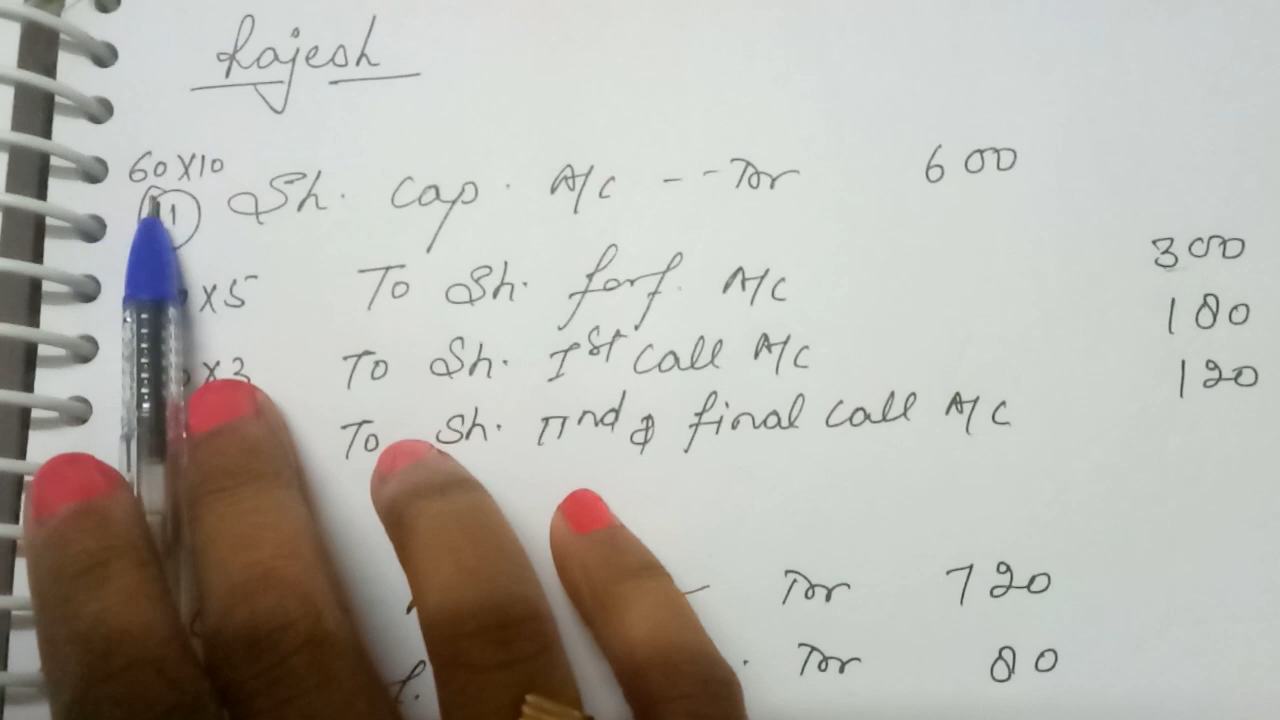 Rajesh
60X10
1 Sh. Cap. A/c - - Dr 600
X5 To Sh. forf. A/c 300
X3 To Sh. Ist call A/c 180
To Sh. IInd & final call A/c 120
Dr 720
Dr 80